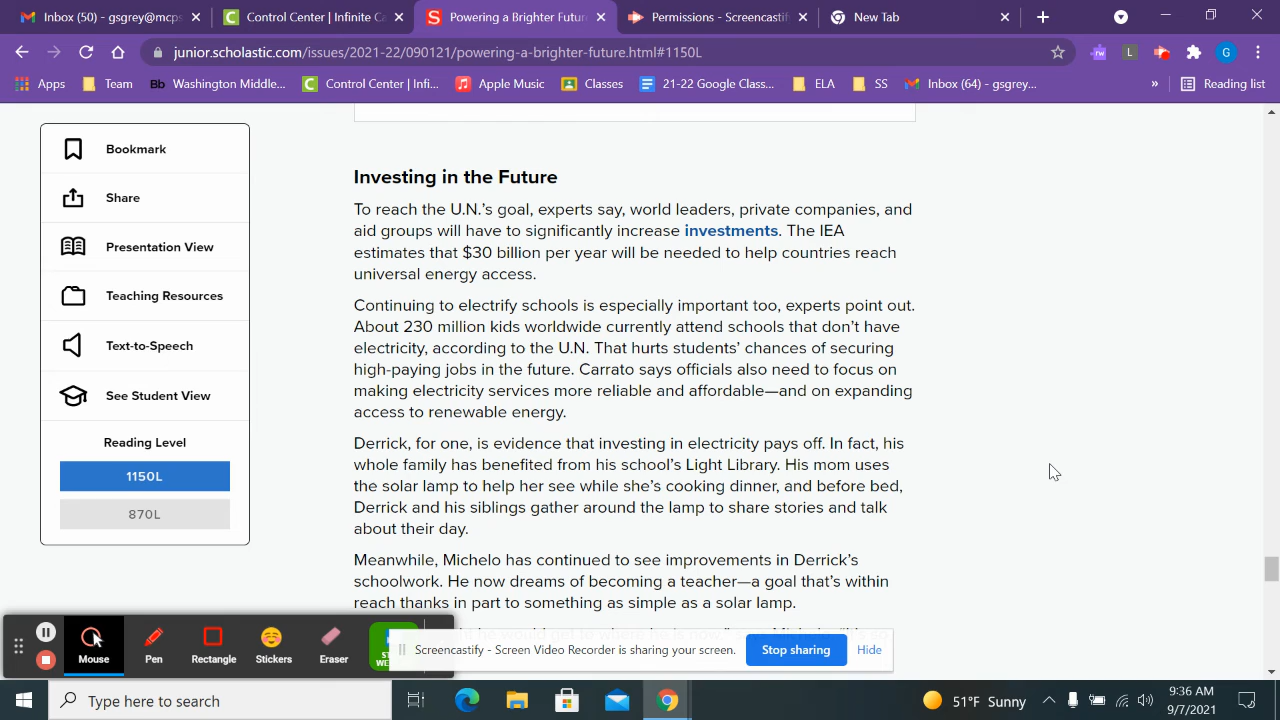 Inbox (50) - gsgrey@mcps
Control Center | Infinite Ca
Powering a Brighter Futur
Permissions - Screencastify
New Tab
junior.scholastic.com/issues/2021-22/090121/powering-a-brighter-future.html#1150L
Apps
Team
Bb Washington Middle...
Control Center | Infi...
Apple Music
Classes
21-22 Google Class...
ELA
SS
Inbox (64) - gsgrey...
»
Reading list
Bookmark
Share
Presentation View
Teaching Resources
Text-to-Speech
See Student View
Reading Level
1150L
870L
Investing in the Future
To reach the U.N.’s goal, experts say, world leaders, private companies, and
aid groups will have to significantly increase investments. The IEA
estimates that $30 billion per year will be needed to help countries reach
universal energy access.
Continuing to electrify schools is especially important too, experts point out.
About 230 million kids worldwide currently attend schools that don’t have
electricity, according to the U.N. That hurts students’ chances of securing
high-paying jobs in the future. Carrato says officials also need to focus on
making electricity services more reliable and affordable—and on expanding
access to renewable energy.
Derrick, for one, is evidence that investing in electricity pays off. In fact, his
whole family has benefited from his school’s Light Library. His mom uses
the solar lamp to help her see while she’s cooking dinner, and before bed,
Derrick and his siblings gather around the lamp to share stories and talk
about their day.
Meanwhile, Michelo has continued to see improvements in Derrick’s
schoolwork. He now dreams of becoming a teacher—a goal that’s within
reach thanks in part to something as simple as a solar lamp.
Mouse
Pen
Rectangle
Stickers
Eraser
Screencastify - Screen Video Recorder is sharing your screen.
Stop sharing
Hide
Type here to search
51°F Sunny
9:36 AM
9/7/2021